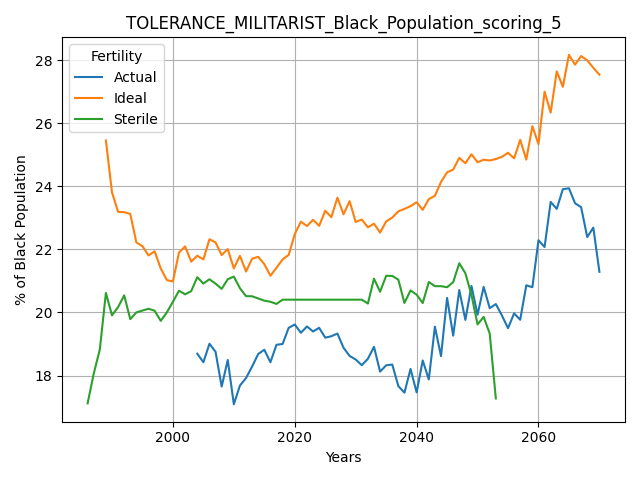 TOLERANCE_MILITARIST_Black_Population_scoring_5
Fertility
Actual
Ideal
Sterile
% of Black Population
28
26
24
22
20
18
2000
2020
2040
2060
Years